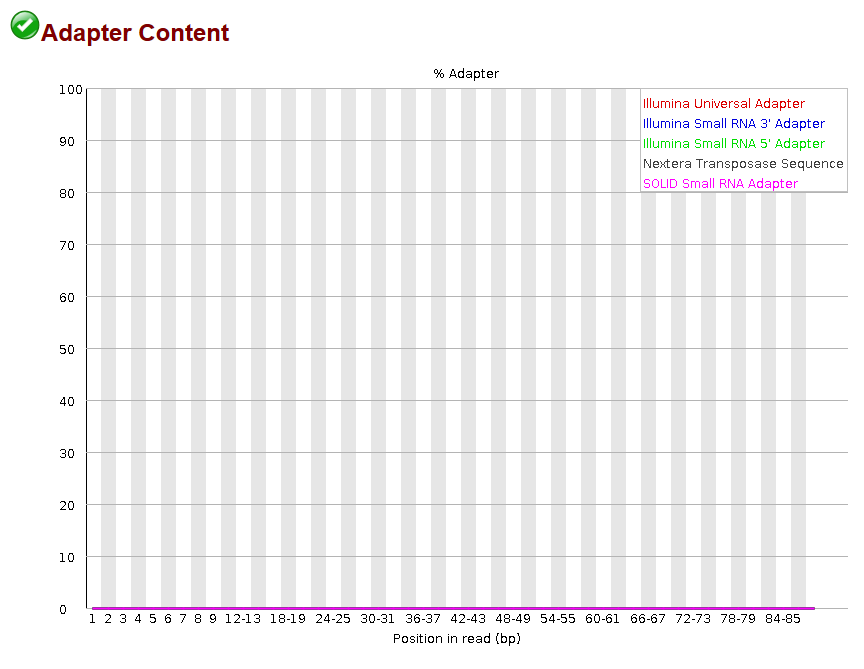 Adapter Content
% Adapter
100
Illumina Universal Adapter
Illumina Small RNA 3' Adapter
90
Illumina Small RNA 5' Adapter
Nextera Transposase Sequence
SOLID Small RNA Adapter
80
70
60
50
40
30
20
10
0
1 2 3 4 5 6 7 8 9 12-13 18-19 24-25 30-31 36-37 42-43 48-49 54-55 60-61 66-67 72-73 78-79 84-85
Position in read (bp)